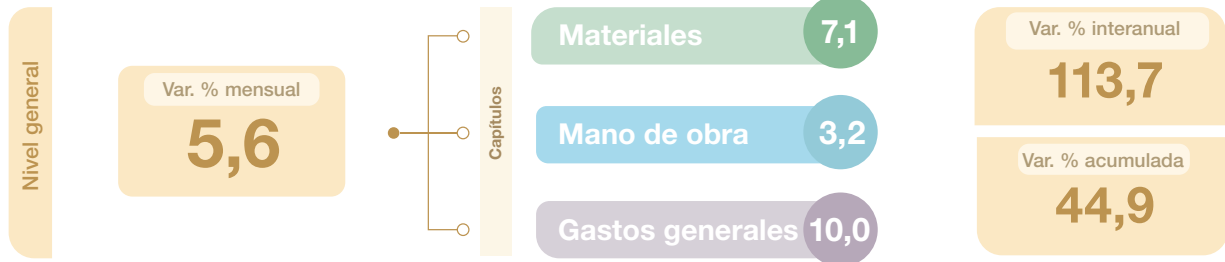 Nivel general
Var. % mensual
5,6
Capítulos
Materiales 7,1
Mano de obra 3,2
Gastos generales 10,0
Var. % interanual
113,7
Var. % acumulada
44,9